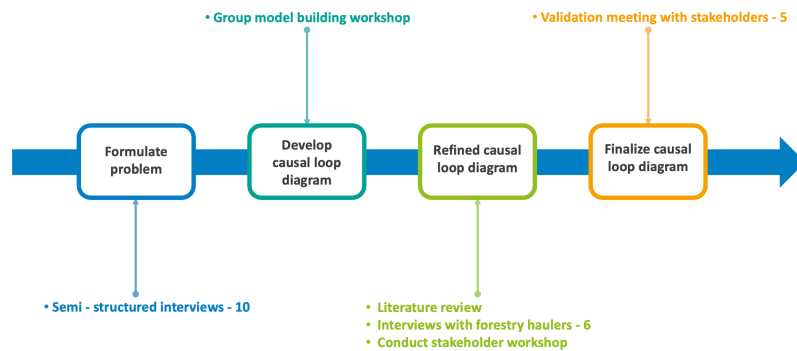 • Group model building workshop
• Validation meeting with stakeholders - 5
Formulate
problem
Develop
causal loop
diagram
Refined causal
loop diagram
Finalize causal
loop diagram
• Semi - structured interviews - 10
• Literature review
• Interviews with forestry haulers - 6
• Conduct stakeholder workshop